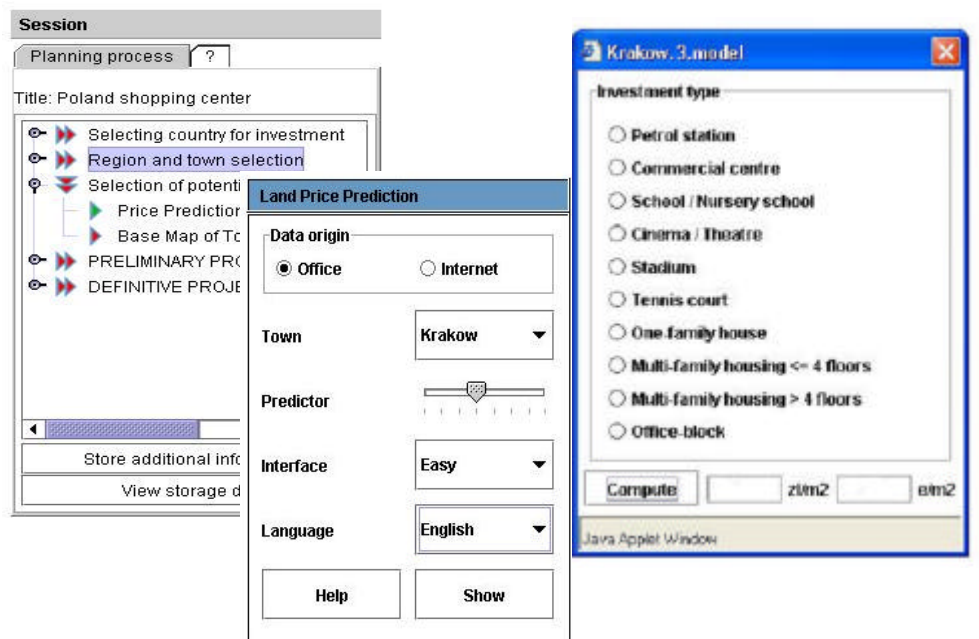 Session
Planning process ?
Title: Poland shopping center
Selecting country for investment
Region and town selection
Selection of potenti
Price Prediction
Base Map of To
PRELIMINARY PRO
DEFINITIVE PROJE
Store additional info
View storage d
Land Price Prediction
Data origin
Office Internet
Town Krakow
Predictor
Interface Easy
Language English
Help Show
Krakow.3.model
Investment type
Petrol station
Commercial centre
School / Nursery school
Cinema / Theatre
Stadium
Tennis court
One-family house
Multi-family housing <= 4 floors
Multi-family housing > 4 floors
Office-block
Compute zl/m2 e/m2
Java Applet Window